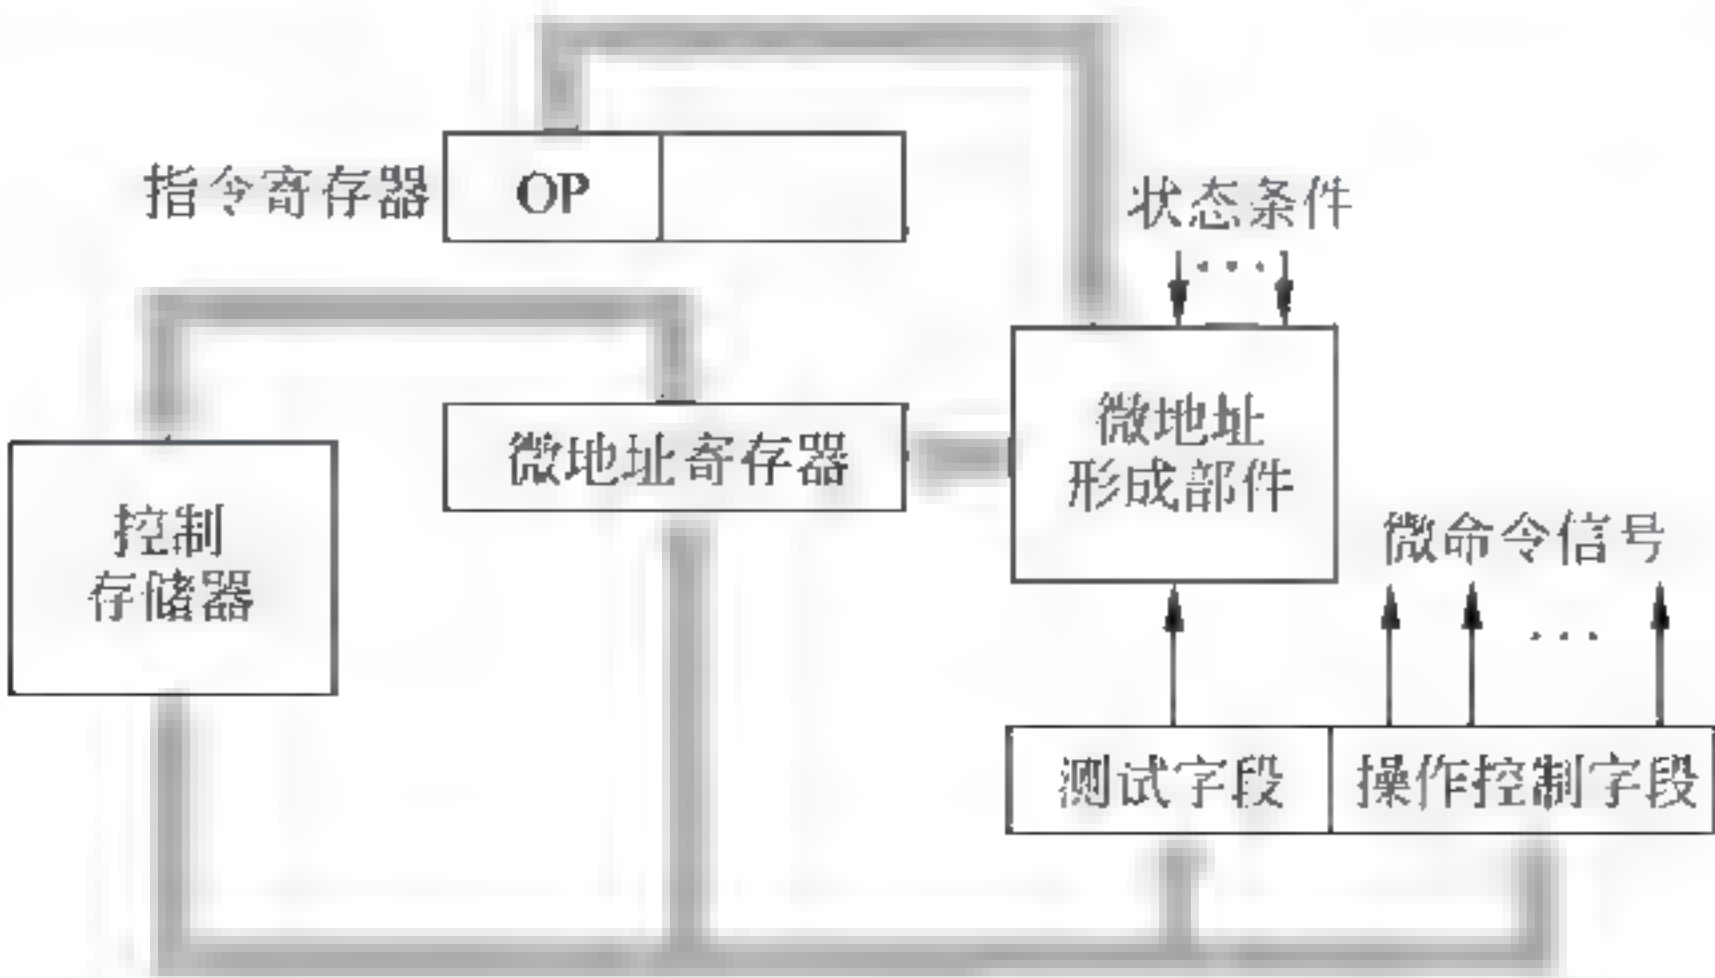 指令寄存器
OP
状态条件
···
微地址
形成部件
微地址寄存器
控制
存储器
微命令信号
···
测试字段
操作控制字段